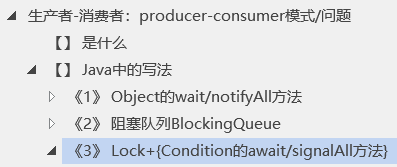 生产者-消费者：producer-consumer模式/问题
【】 是什么
【】 Java中的写法
《1》 Object的wait/notifyAll方法
《2》 阻塞队列BlockingQueue
《3》 Lock+{Condition的await/signalAll方法}